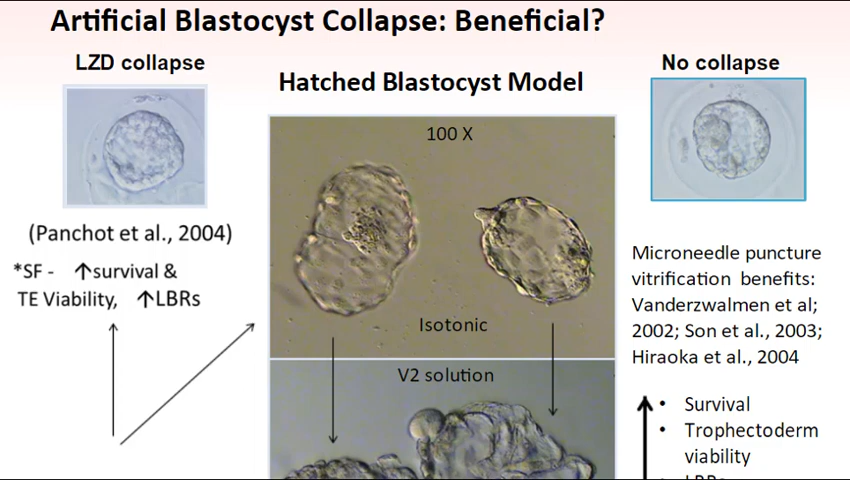 Artificial Blastocyst Collapse: Beneficial?
LZD collapse
No collapse
Hatched Blastocyst Model
100 X
(Panchot et al., 2004)
*SF - ↑survival &
TE Viability, ↑LBRs
Isotonic
V2 solution
Microneedle puncture
vitrification benefits:
Vanderzwalmen et al;
2002; Son et al., 2003;
Hiraoka et al., 2004
• Survival
• Trophectoderm
viability